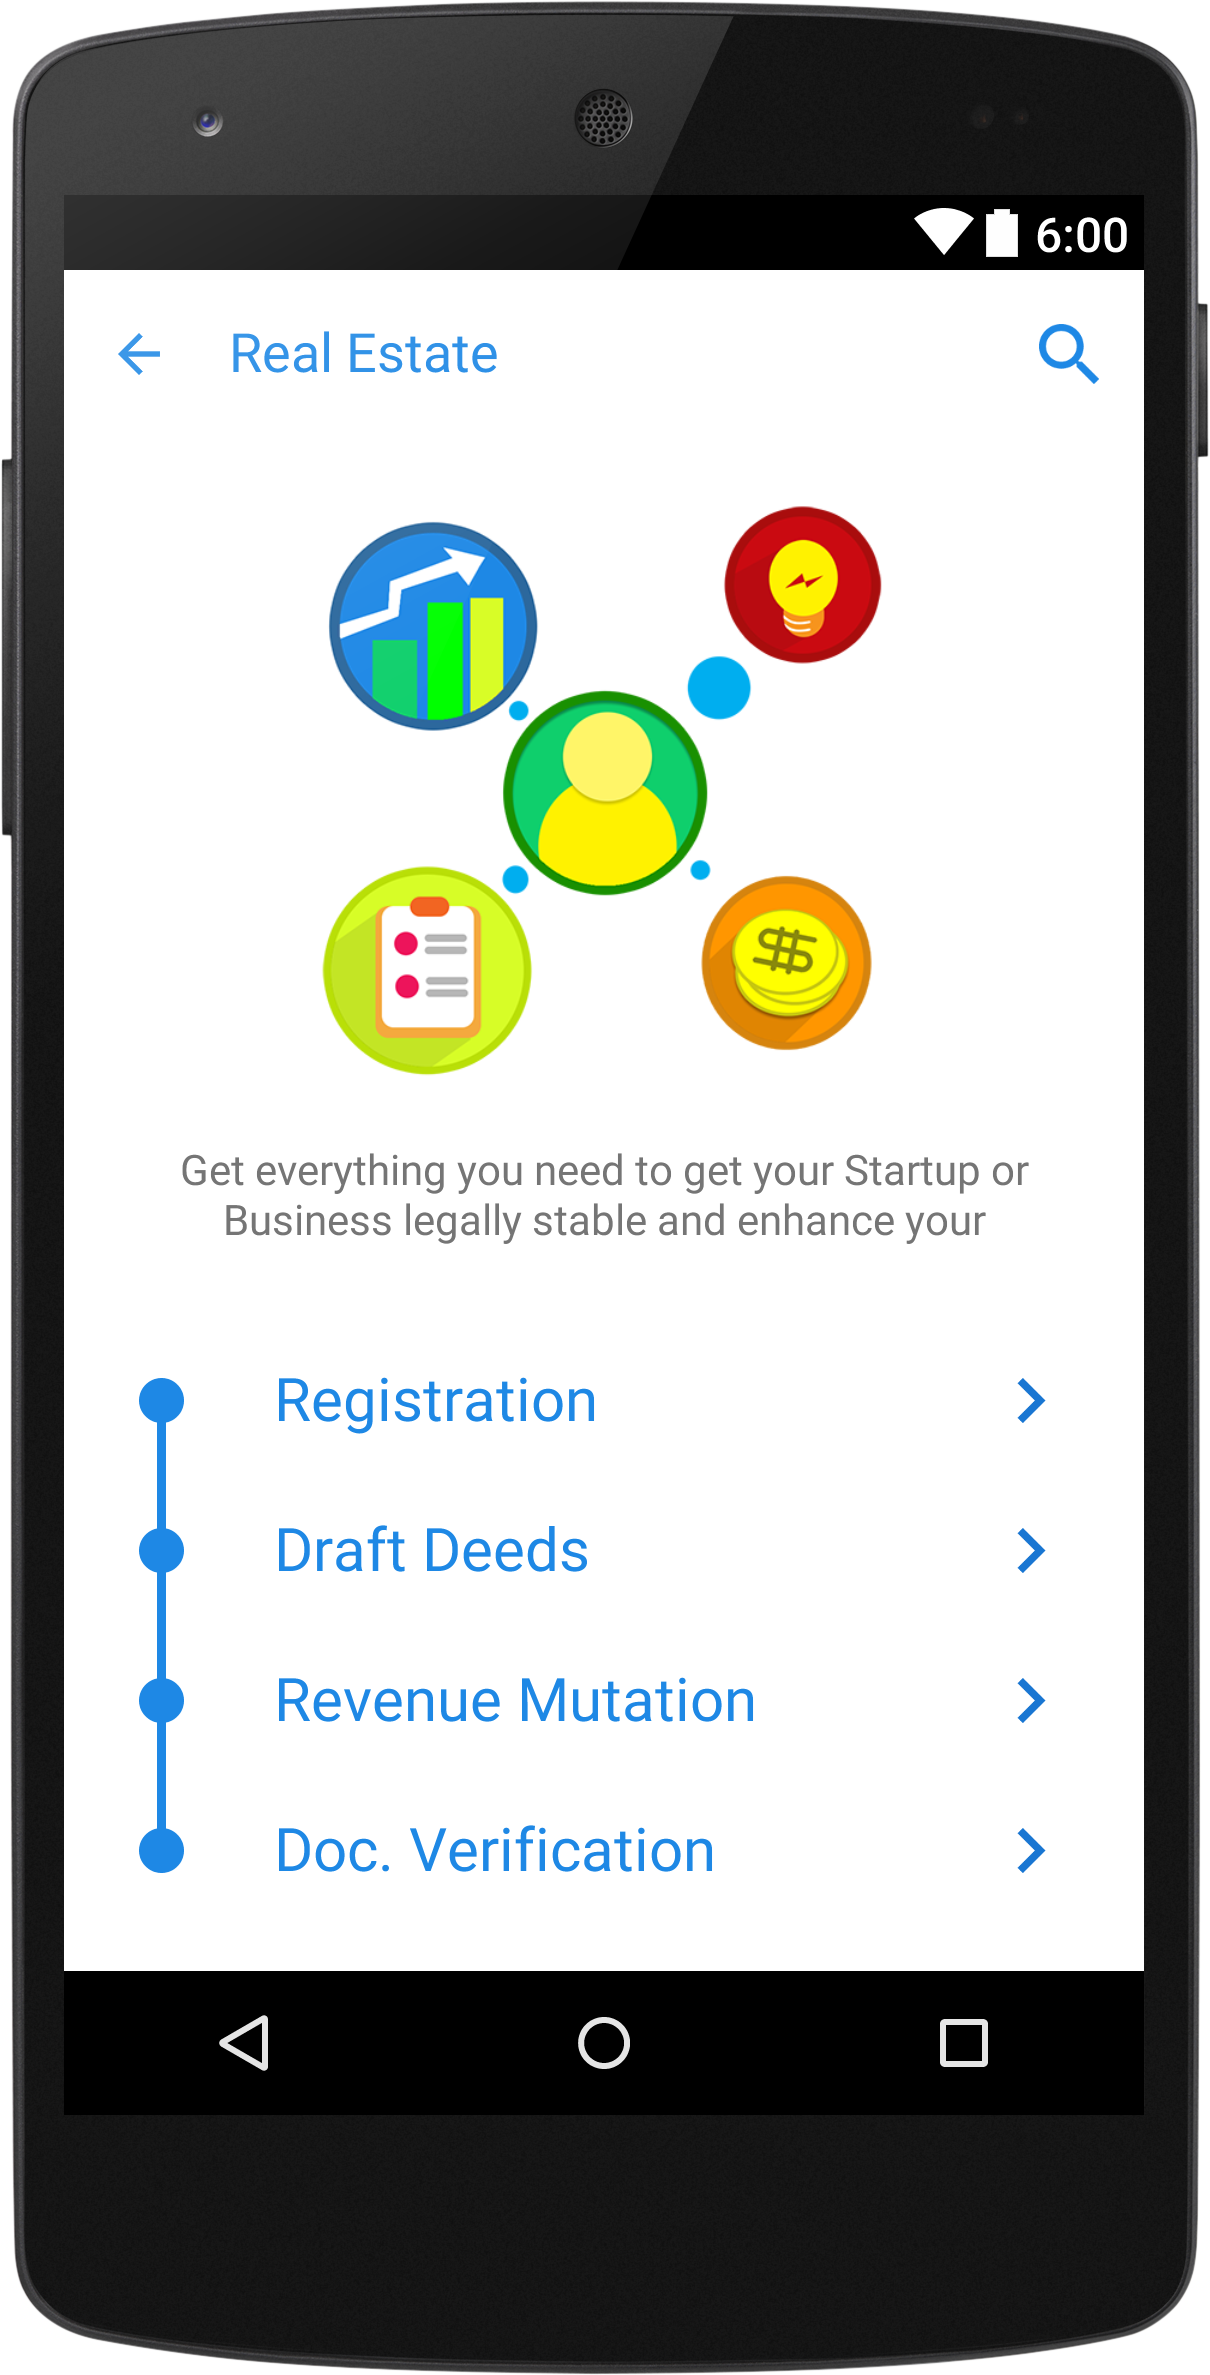 6:00
Real Estate
Get everything you need to get your Startup or
Business legally stable and enhance your
Registration
Draft Deeds
Revenue Mutation
Doc. Verification